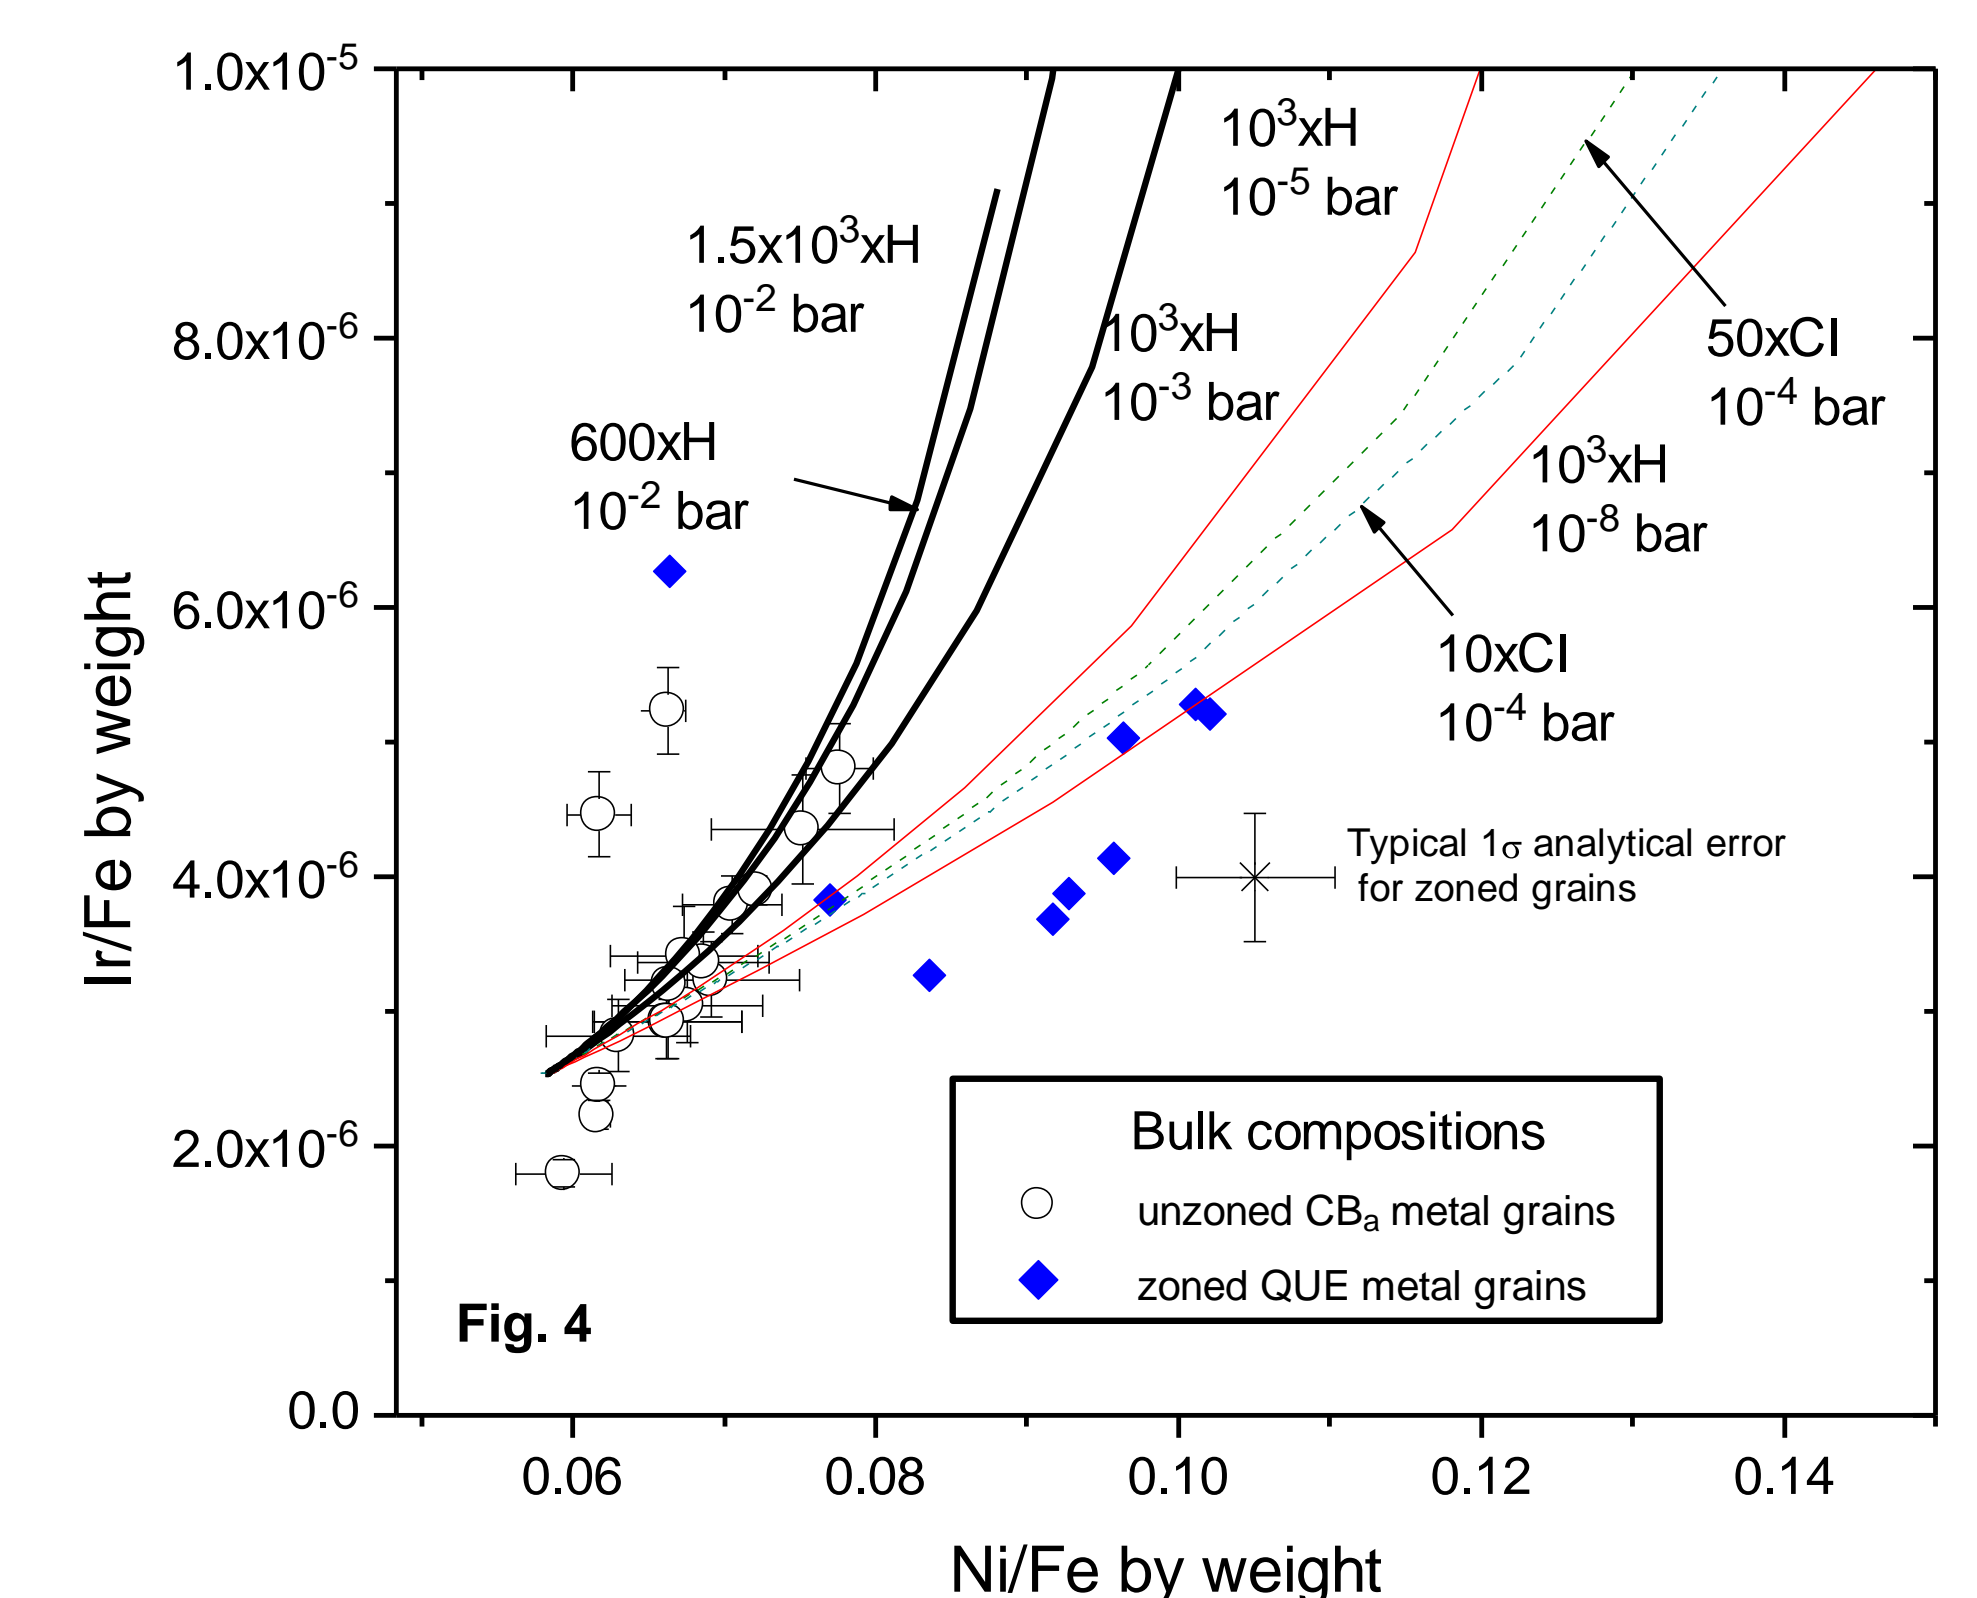 1.0x10⁻⁵
8.0x10⁻⁶
6.0x10⁻⁶
4.0x10⁻⁶
2.0x10⁻⁶
0.0
Ir/Fe by weight
10³xH
10⁻⁵ bar
1.5x10³xH
10⁻² bar
10³xH
10⁻³ bar
50xCI
10⁻⁴ bar
600xH
10⁻² bar
10³xH
10⁻⁸ bar
10xCI
10⁻⁴ bar
Typical 1σ analytical error
for zoned grains
Bulk compositions
unzoned CBₐ metal grains
zoned QUE metal grains
Fig. 4
0.06 0.08 0.10 0.12 0.14
Ni/Fe by weight